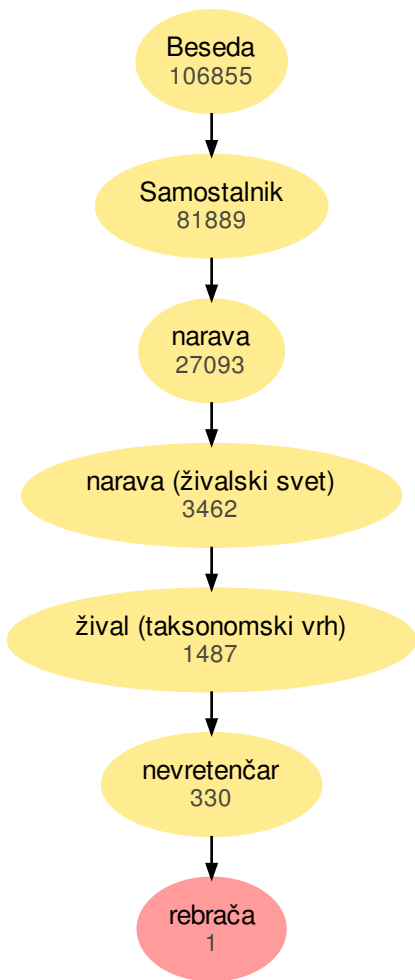 Beseda
106855
Samostalnik
81889
narava
27093
narava (živalski svet)
3462
žival (taksonomski vrh)
1487
nevretenčar
330
rebrača
1